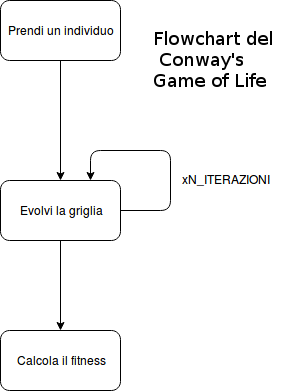 Prendi un individuo
Flowchart del
Conway's
Game of Life
xN_ITERAZIONI
Evolvi la griglia
Calcola il fitness